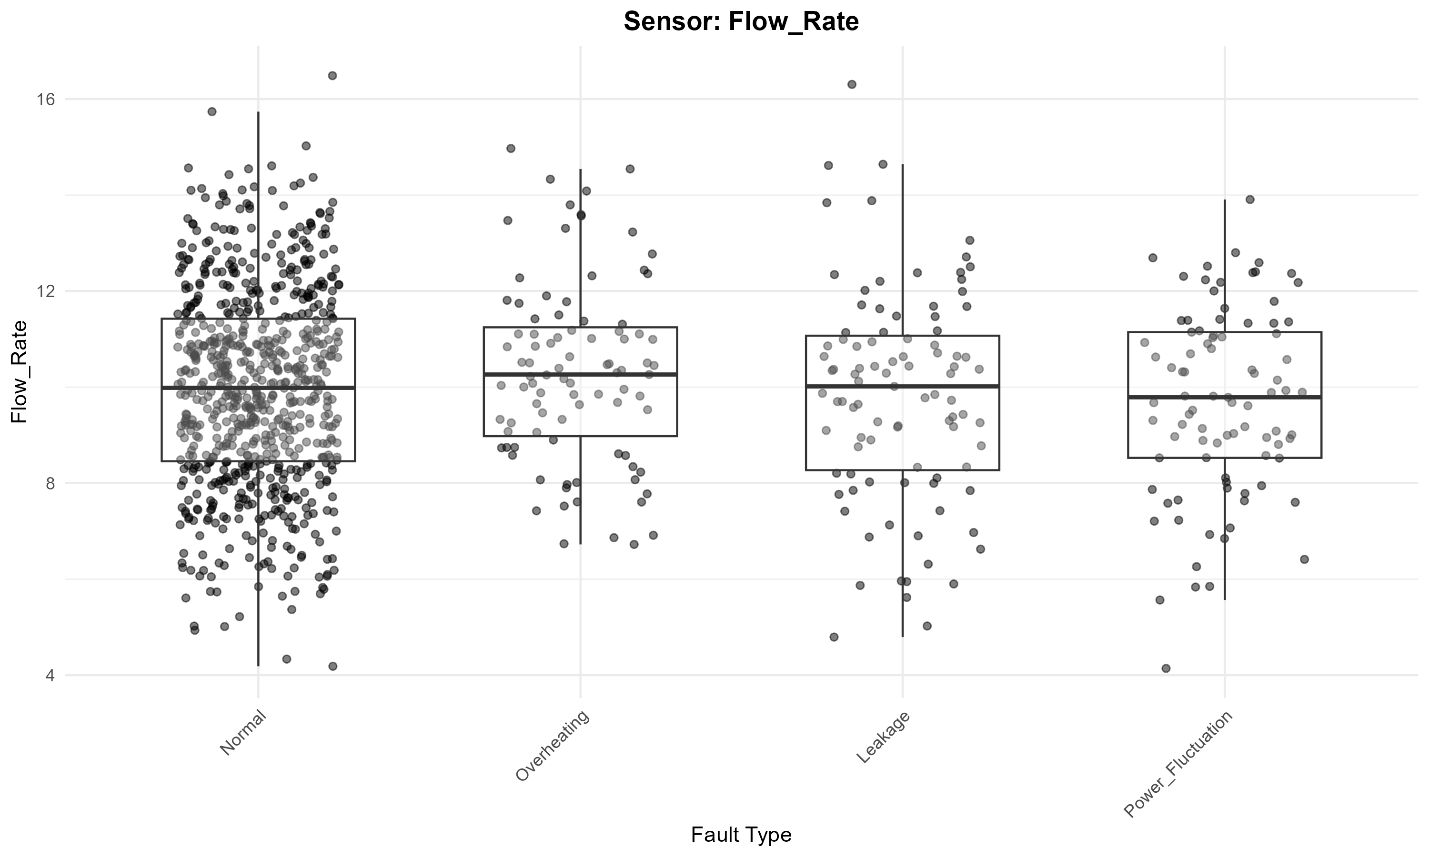 Sensor: Flow_Rate
Flow_Rate
16
12
8
4
Normal
Overheating
Leakage
Power_Fluctuation
Fault Type